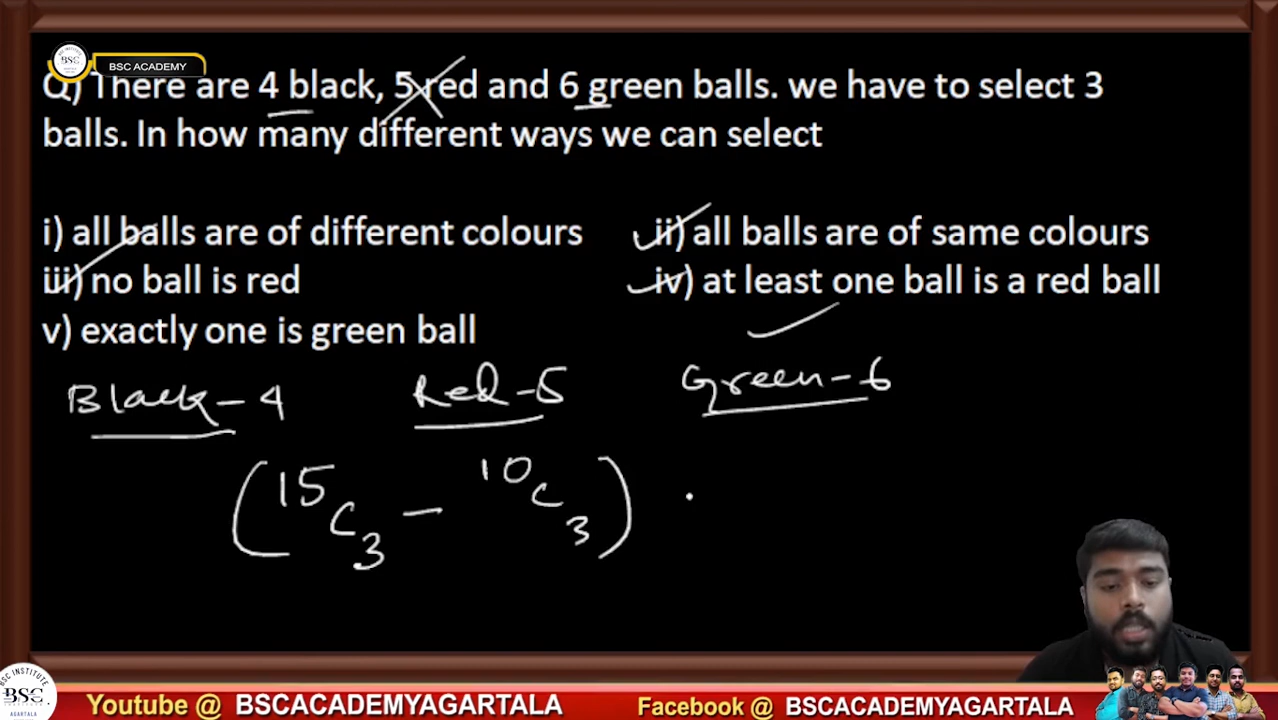 BSC ACADEMY
Q) There are 4 black, 5 red and 6 green balls. we have to select 3
balls. In how many different ways we can select
i) all balls are of different colours
ii) all balls are of same colours
iii) no ball is red
iv) at least one ball is a red ball
v) exactly one is green ball
Black-4 Red-5 Green-6
(15C3 - 10C3)
BSC INSTITUTE
Youtube @ BSCACADEMYAGARTALA
Facebook @ BSCACADEMYAGARTALA